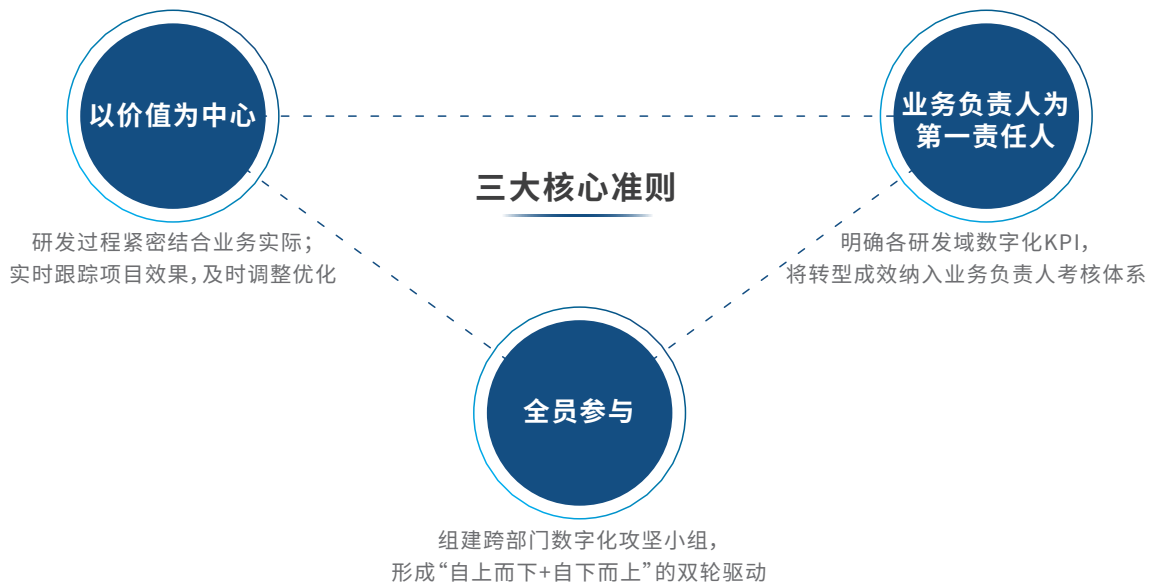 以价值为中心
业务负责人为
第一责任人
三大核心准则
研发过程紧密结合业务实际；
实时跟踪项目效果，及时调整优化
明确各研发域数字化KPI，
将转型成效纳入业务负责人考核体系
全员参与
组建跨部门数字化攻坚小组，
形成“自上而下+自下而上”的双轮驱动